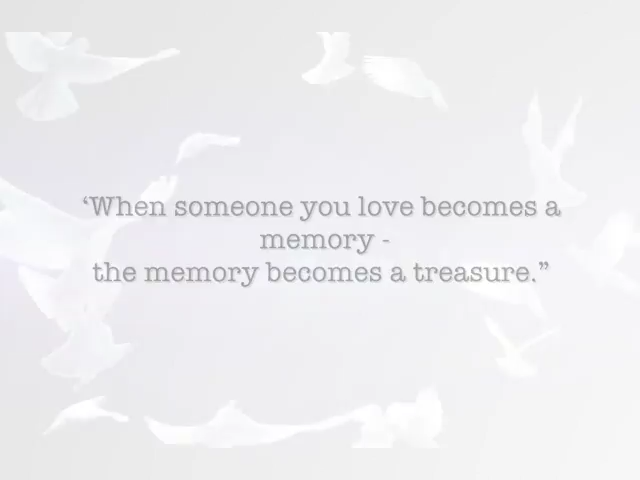 ‘When someone you love becomes a
memory -
the memory becomes a treasure.”